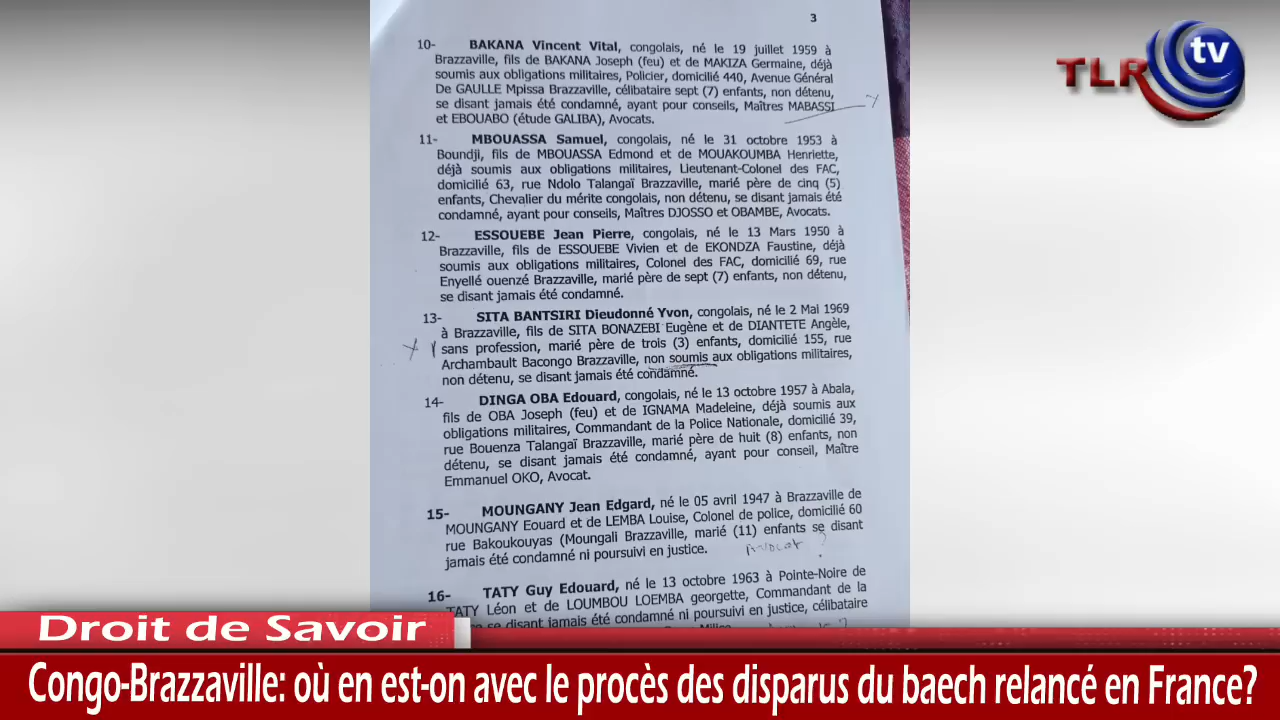 3
10- BAKANA Vincent Vital, congolais, né le 19 juillet 1959 à
Brazzaville, fils de BAKANA Joseph (feu) et de MAKIZA Germaine, déjà
soumis aux obligations militaires, Policier, domicilié 440, Avenue Général
De GAULLE Mpissa Brazzaville, célibataire sept (7) enfants, non détenu,
se disant jamais été condamné, ayant pour conseils, Maîtres MABASSI
et EBOUABO (étude GALIBA), Avocats.
11- MBOUASSA Samuel, congolais, né le 31 octobre 1953 à
Boundji, fils de MBOUASSA Edmond et de MOUAKOUMBA Henriette,
déjà soumis aux obligations militaires, Lieutenant-Colonel des FAC,
domicilié 63, rue Ndolo Talangaï Brazzaville, marié père de cinq (5)
enfants, Chevalier du mérite congolais, non détenu, se disant jamais été
condamné, ayant pour conseils, Maîtres DJOSSO et OBAMBE, Avocats.
12- ESSOUEBE Jean Pierre, congolais, né le 13 Mars 1950 à
Brazzaville, fils de ESSOUEBE Vivien et de EKONDZA Faustine, déjà
soumis aux obligations militaires, Colonel des FAC, domicilié 69, rue
Enyellé ouenzé Brazzaville, marié père de sept (7) enfants, non détenu,
se disant jamais été condamné.
13- SITA BANTSIRI Dieudonné Yvon, congolais, né le 2 Mai 1969
à Brazzaville, fils de SITA BONAZEBI Eugène et de DIANTETE Angèle,
sans profession, marié père de trois (3) enfants, domicilié 155, rue
Archambault Bacongo Brazzaville, non soumis aux obligations militaires,
non détenu, se disant jamais été condamné.
14- DINGA OBA Edouard, congolais, né le 13 octobre 1957 à Abala,
fils de OBA Joseph (feu) et de IGNAMA Madeleine, déjà soumis aux
obligations militaires, Commandant de la Police Nationale, domicilié 39,
rue Bouenza Talangaï Brazzaville, marié père de huit (8) enfants, non
détenu, se disant jamais été condamné, ayant pour conseil, Maître
Emmanuel OKO, Avocat.
15- MOUNGANY Jean Edgard, né le 05 avril 1947 à Brazzaville de
MOUNGANY Eouard et de LEMBA Louise, Colonel de police, domicilié 60
rue Bakoukouyas (Moungali Brazzaville, marié (11) enfants se disant
jamais été condamné ni poursuivi en justice. Avocat ?
16- TATY Guy Edouard, né le 13 octobre 1963 à Pointe-Noire de
TATY Léon et de LOUMBOU LOEMBA georgette, Commandant de la
se disant jamais été condamné ni poursuivi en justice, célibataire
TLR tv
Droit de Savoir
Congo-Brazzaville: où en est-on avec le procès des disparus du baech relancé en France?